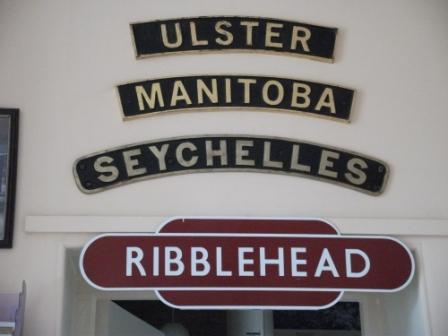 ULSTER
MANITOBA
SEYCHELLES
RIBBLEHEAD